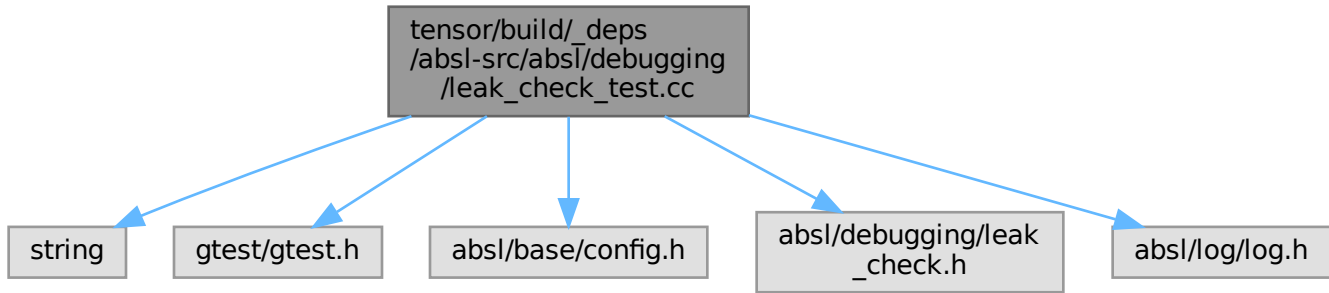 tensor/build/_deps
/absl-src/absl/debugging
/leak_check_test.cc
string
gtest/gtest.h
absl/base/config.h
absl/debugging/leak
_check.h
absl/log/log.h